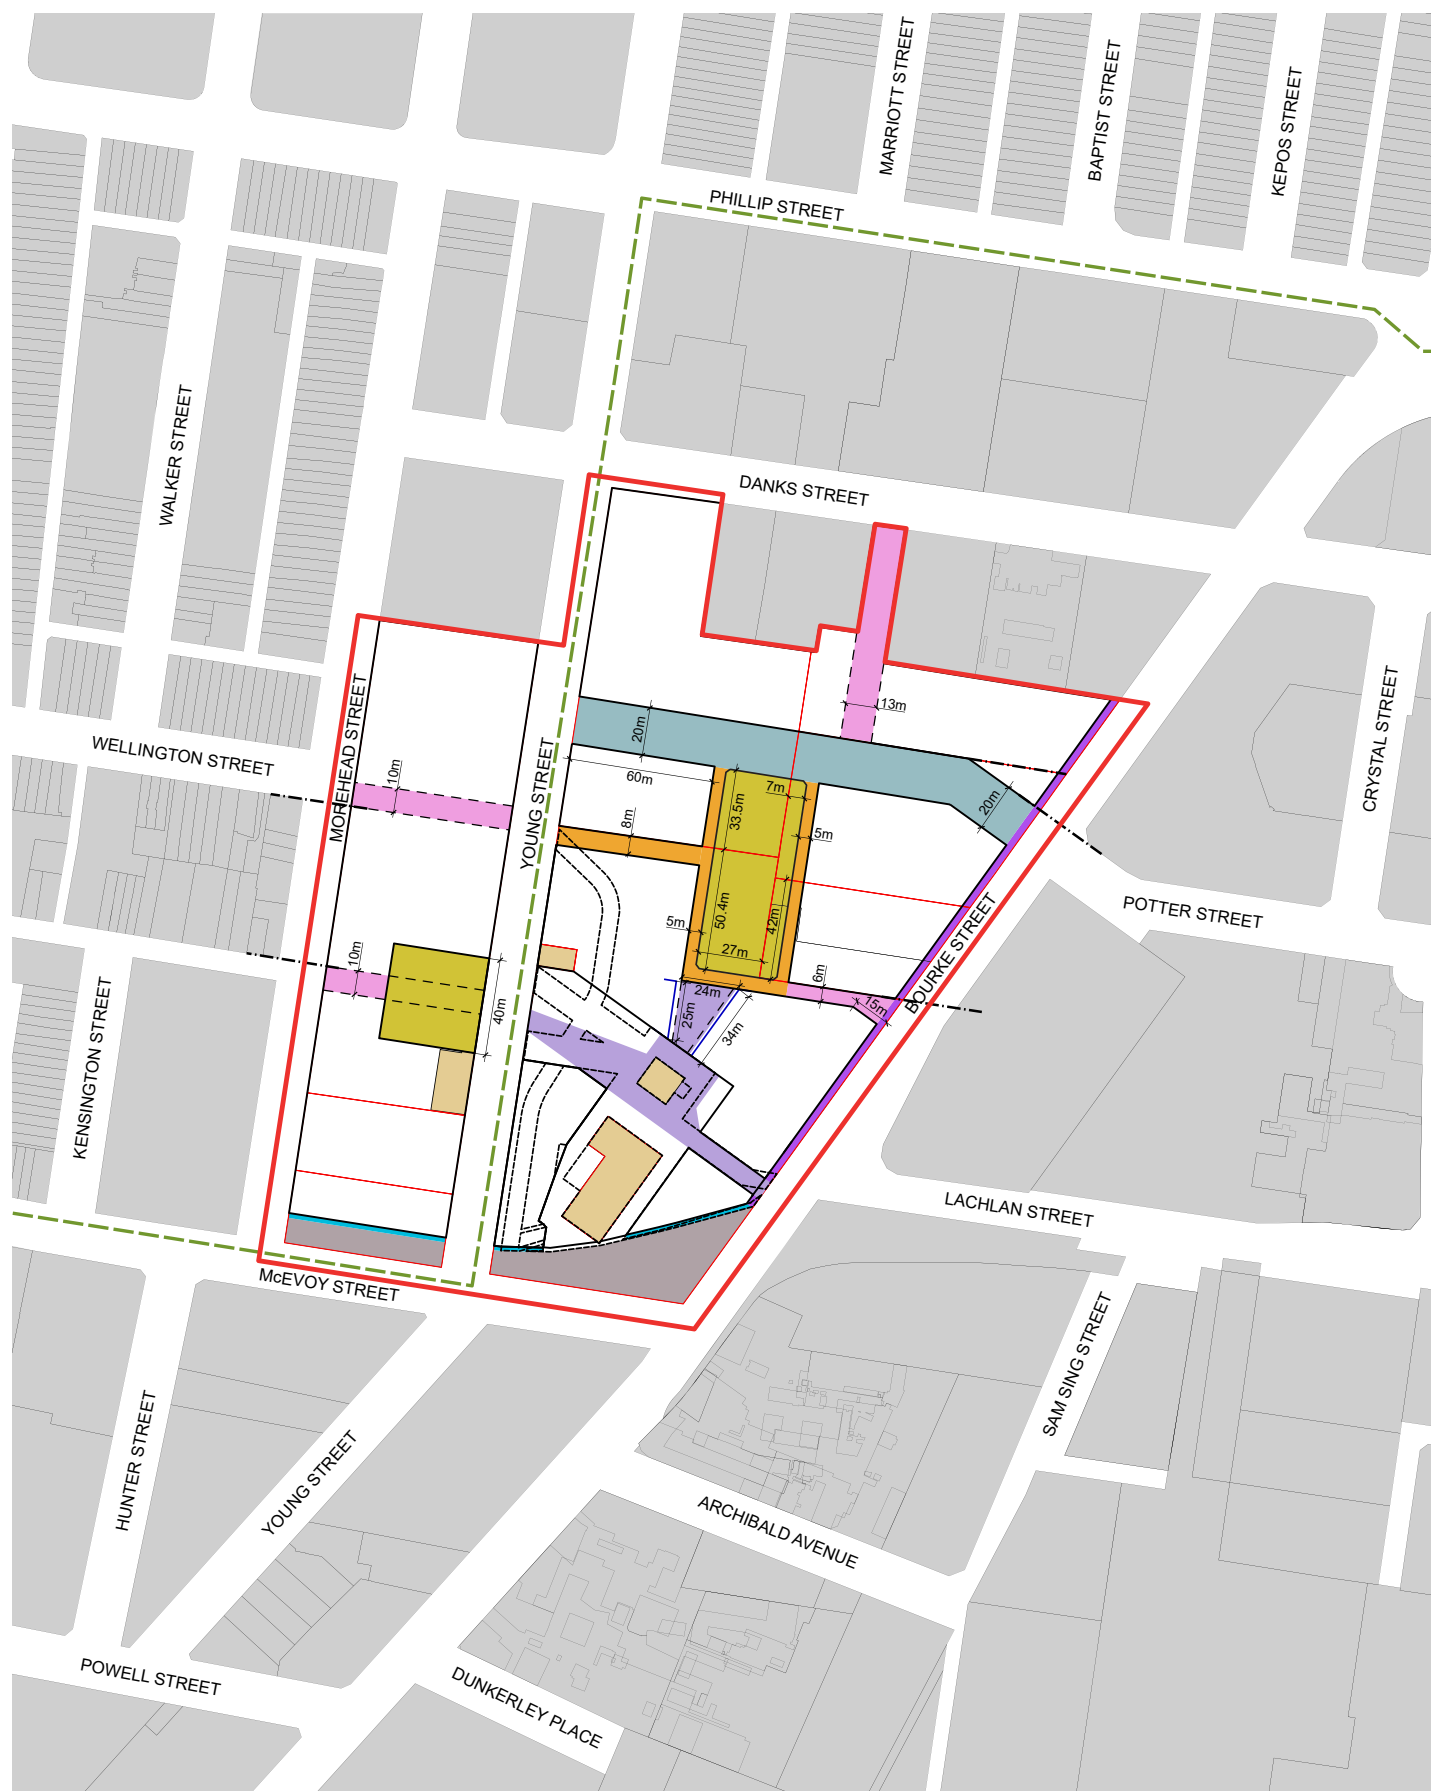 MARRIOTT STREET
BAPTIST STREET
KEPOS STREET
PHILLIP STREET
WALKER STREET
DANKS STREET
MOREHEAD STREET
CRYSTAL STREET
13m
20m
WELLINGTON STREET
YOUNG STREET
10m
60m
7m
33.5m
20m
8m
5m
POTTER STREET
50.4m
42m
5m
27m
BOURKE STREET
10m
6m
15m
KENSINGTON STREET
40m
24m
25m
34m
LACHLAN STREET
McEVOY STREET
SAM SING STREET
HUNTER STREET
YOUNG STREET
ARCHIBALD AVENUE
POWELL STREET
DUNKERLEY PLACE